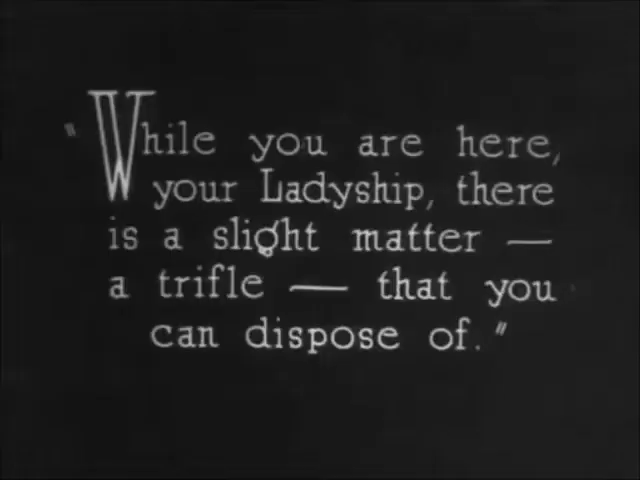 "While you are here,
your Ladyship, there
is a slight matter —
a trifle — that you
can dispose of."